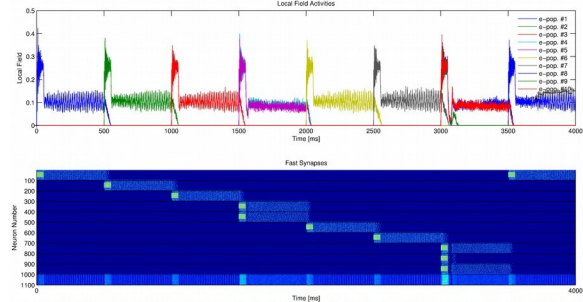 Local Field Activities
0.5
0.4
0.3
0.2
0.1
0
Local Field
e-pop. #1
e-pop. #2
e-pop. #3
e-pop. #4
e-pop. #5
e-pop. #6
e-pop. #7
e-pop. #8
e-pop. #9
0 500 1000 1500 2000 2500 3000 3500 4000
Time [ms]
Fast Synapses
Neuron Number
100
200
300
400
500
600
700
800
900
1000
1100
4000
Time [ms]